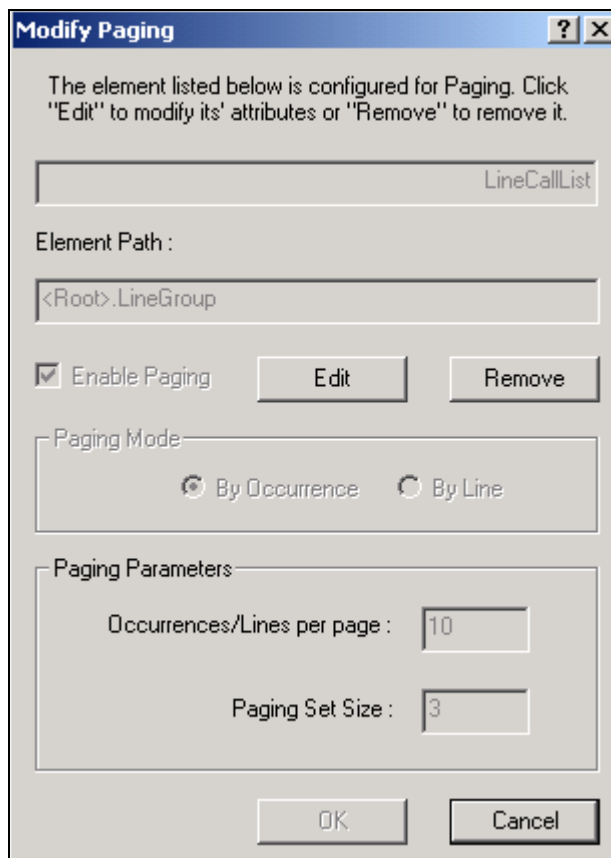 Modify Paging
The element listed below is configured for Paging. Click
"Edit" to modify its' attributes or "Remove" to remove it.
LineCallList
Element Path :
<Root>.LineGroup
Enable Paging
Edit
Remove
Paging Mode
By Occurrence
By Line
Paging Parameters
Occurrences/Lines per page :
10
Paging Set Size :
3
OK
Cancel